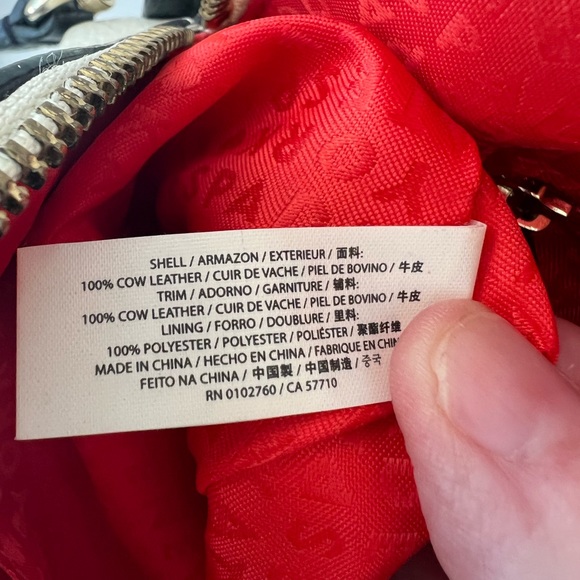 SHELL / ARMAZON / EXTERIEUR / 面料:
100% COW LEATHER / CUIR DE VACHE / PIEL DE BOVINO / 牛皮
TRIM / ADORNO / GARNITURE / 辅料:
100% COW LEATHER / CUIR DE VACHE / PIEL DE BOVINO / 牛皮
LINING / FORRO / DOUBLURE / 里料:
100% POLYESTER / POLYESTER / POLIÉSTER / 聚酯纤维
MADE IN CHINA / HECHO EN CHINA / FABRIQUE EN CHIN
FEITO NA CHINA / 中国製 / 中国制造 / 중국
RN 0102760 / CA 57710